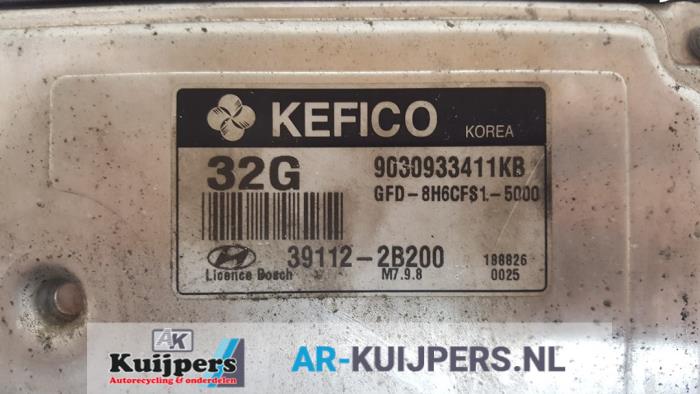 KEFICO KOREA
32G 9030933411KB
GFD-8H6CFS1-5000
39112-2B200 188826
Licence Bosch M7.9.8 0025
AK
Kuijpers
Autorecycling & onderdelen
AR-KUIJPERS.NL